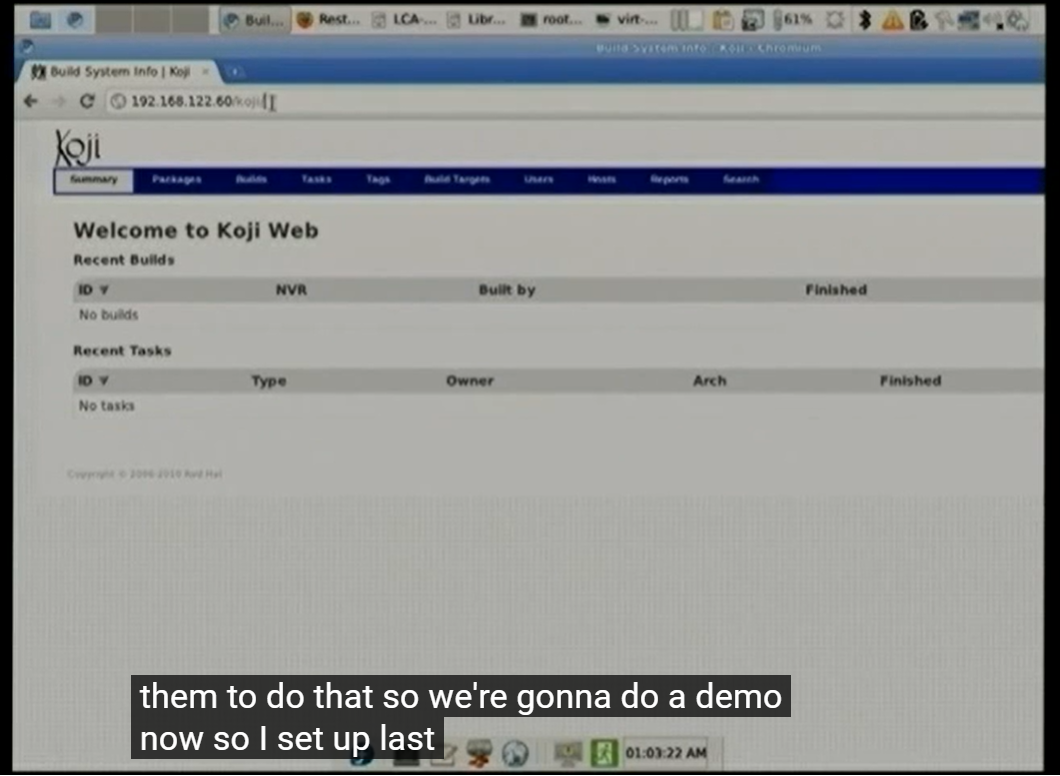 Buil... Rest... LCA-... Libr... root... virt-... 61%
Build System Info : Koji - Chromium
Build System Info | Koji
192.168.122.60/koji/
Koji
Summary Packages Builds Tasks Tags Build Targets Users Hosts Reports Search
Welcome to Koji Web
Recent Builds
ID NVR Built by Finished
No builds
Recent Tasks
ID Type Owner Arch Finished
No tasks
Copyright © 2006-2010 Red Hat
them to do that so we're gonna do a demo
now so I set up last
01:03:22 AM